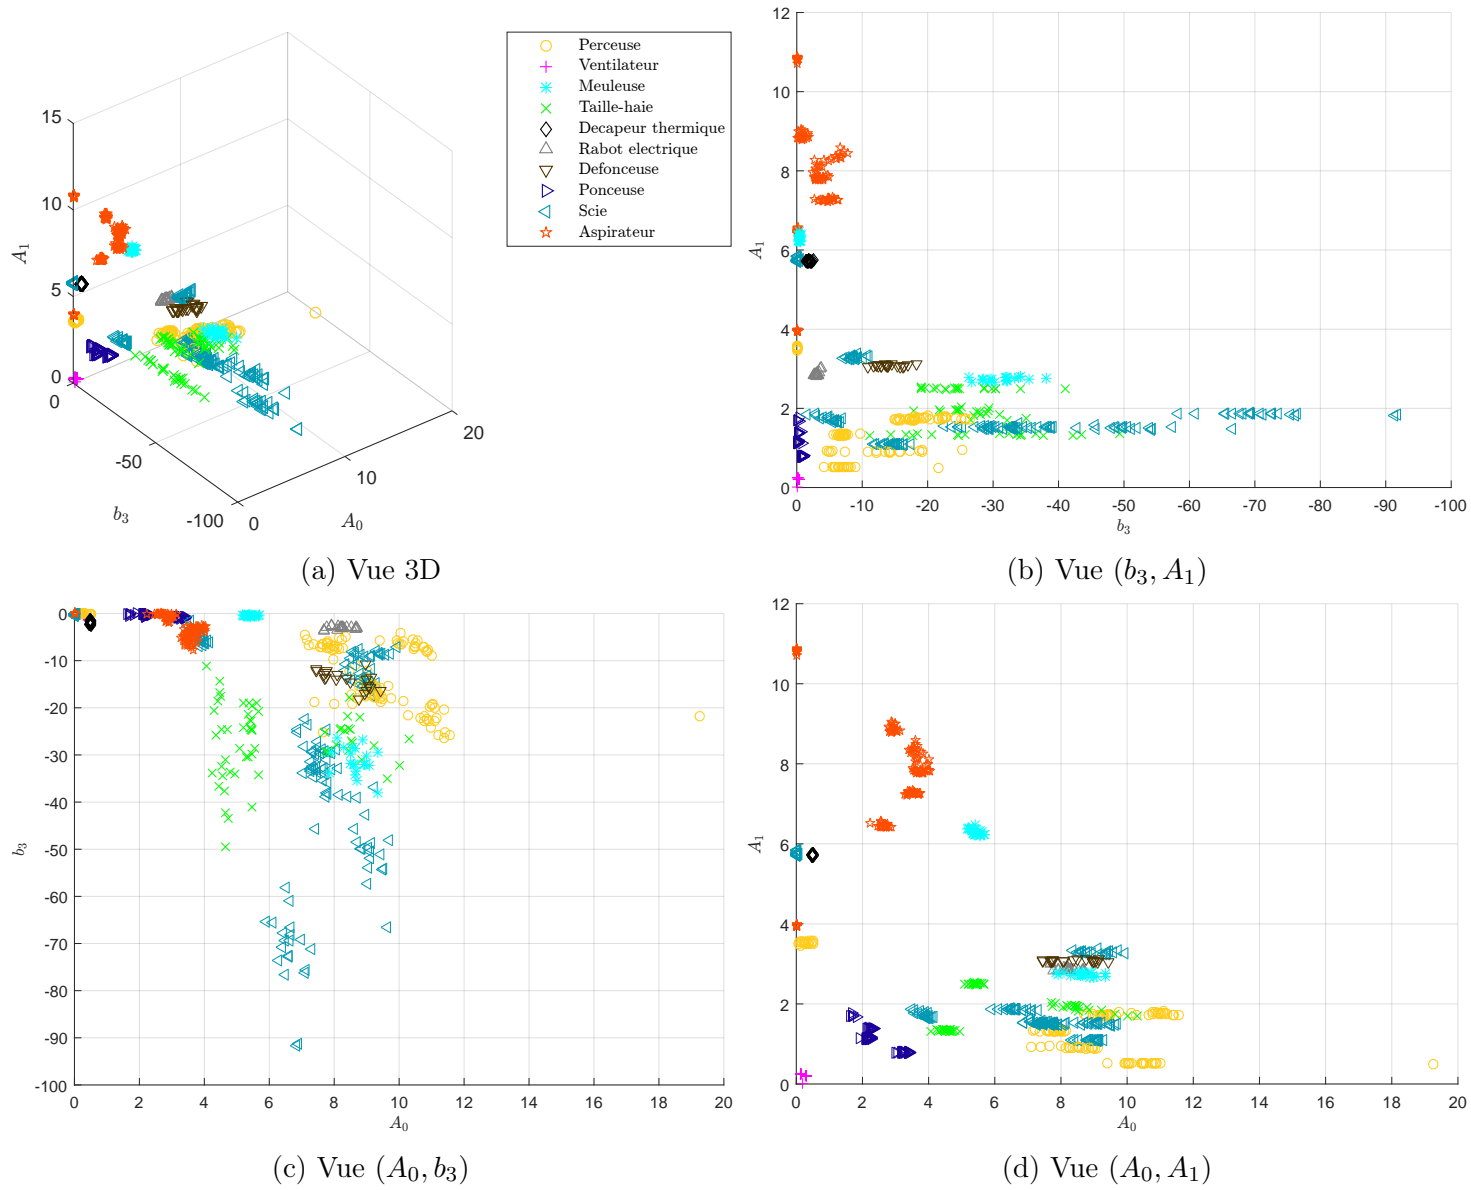 15
10
5
0
A₁
0
-50
-100
b₃
0
10
20
A₀
Perceuse
Ventilateur
Meuleuse
Taille-haie
Decapeur thermique
Rabot electrique
Defonceuse
Ponceuse
Scie
Aspirateur
(a) Vue 3D
12
10
8
6
4
2
0
A₁
0 -10 -20 -30 -40 -50 -60 -70 -80 -90 -100
b₃
(b) Vue (b₃, A₁)
0
-10
-20
-30
-40
-50
-60
-70
-80
-90
-100
b₃
0 2 4 6 8 10 12 14 16 18 20
A₀
(c) Vue (A₀, b₃)
12
10
8
6
4
2
0
A₁
0 2 4 6 8 10 12 14 16 18 20
A₀
(d) Vue (A₀, A₁)